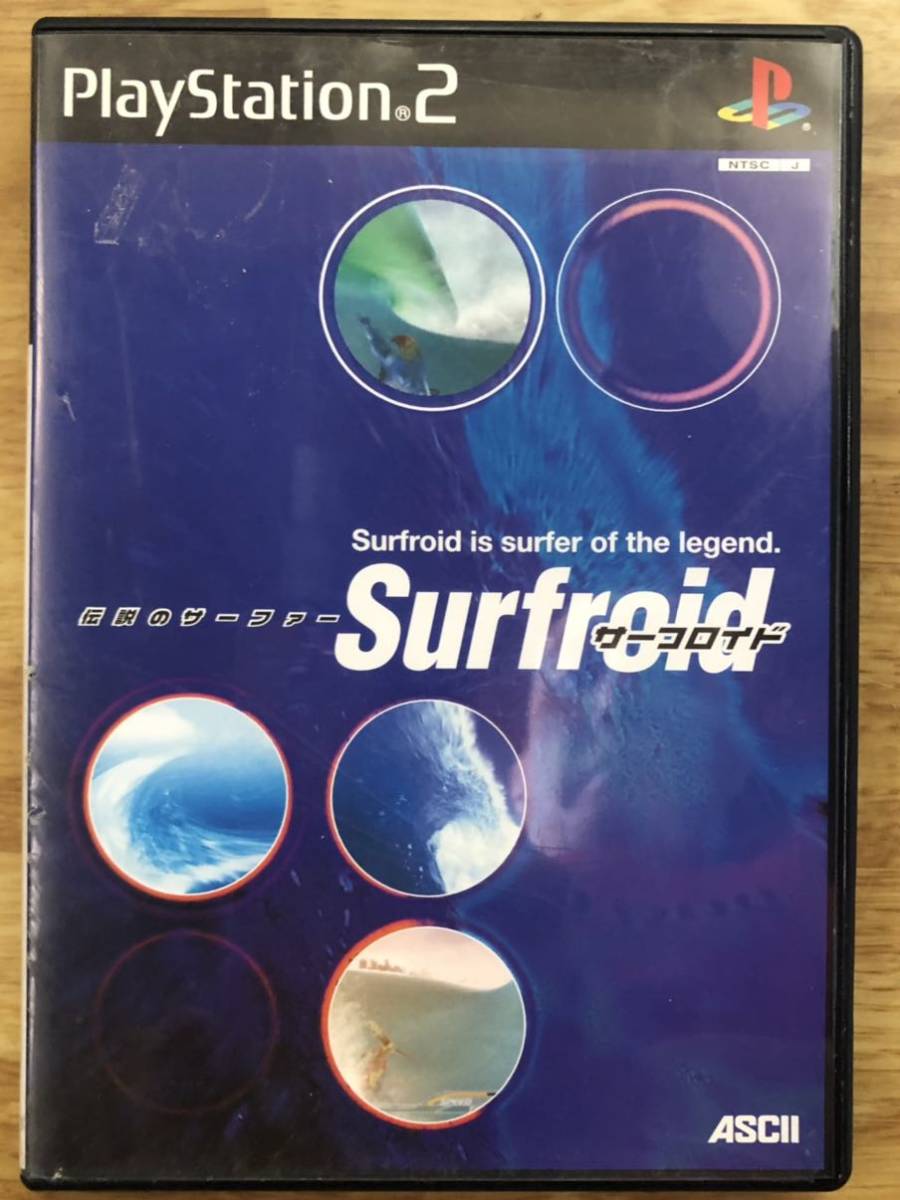 PlayStation®2
NTSC J
Surfroid is surfer of the legend.
伝説のサーファー Surfroid
サーフロイド
ASCII